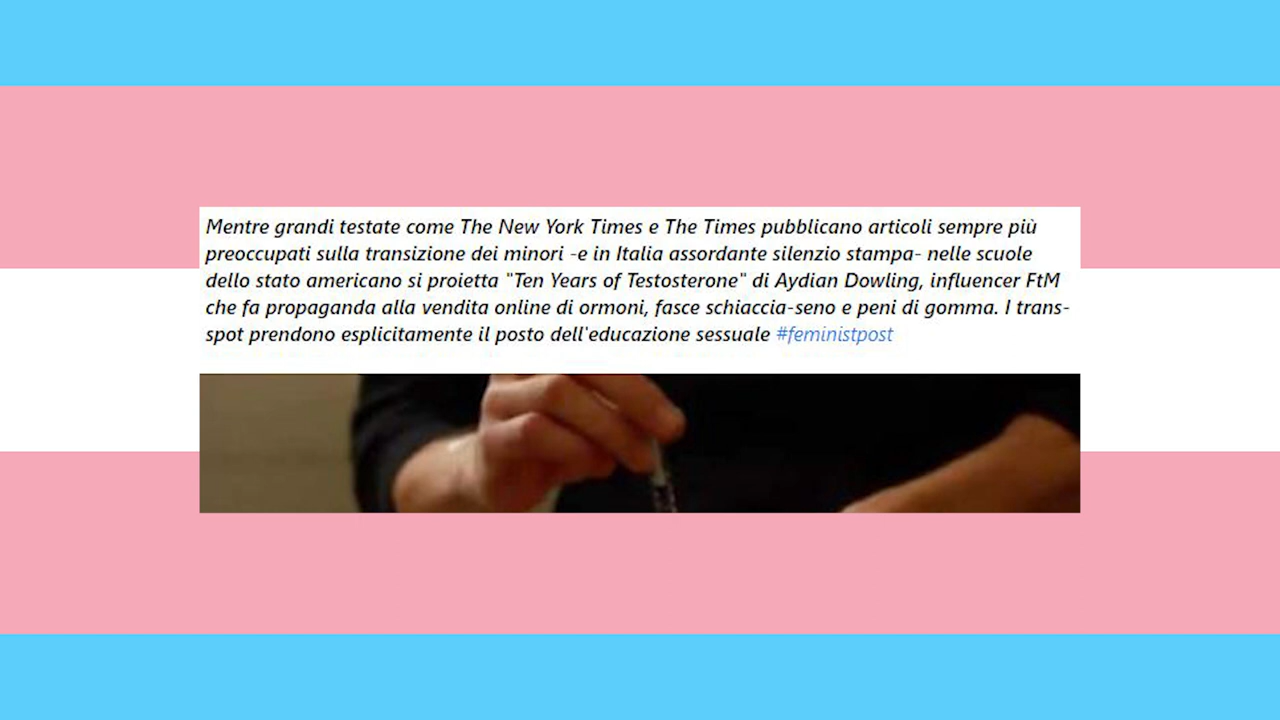 Mentre grandi testate come The New York Times e The Times pubblicano articoli sempre più
preoccupati sulla transizione dei minori -e in Italia assordante silenzio stampa- nelle scuole
dello stato americano si proietta "Ten Years of Testosterone" di Aydian Dowling, influencer FtM
che fa propaganda alla vendita online di ormoni, fasce schiaccia-seno e peni di gomma. I trans-
spot prendono esplicitamente il posto dell'educazione sessuale #feministpost